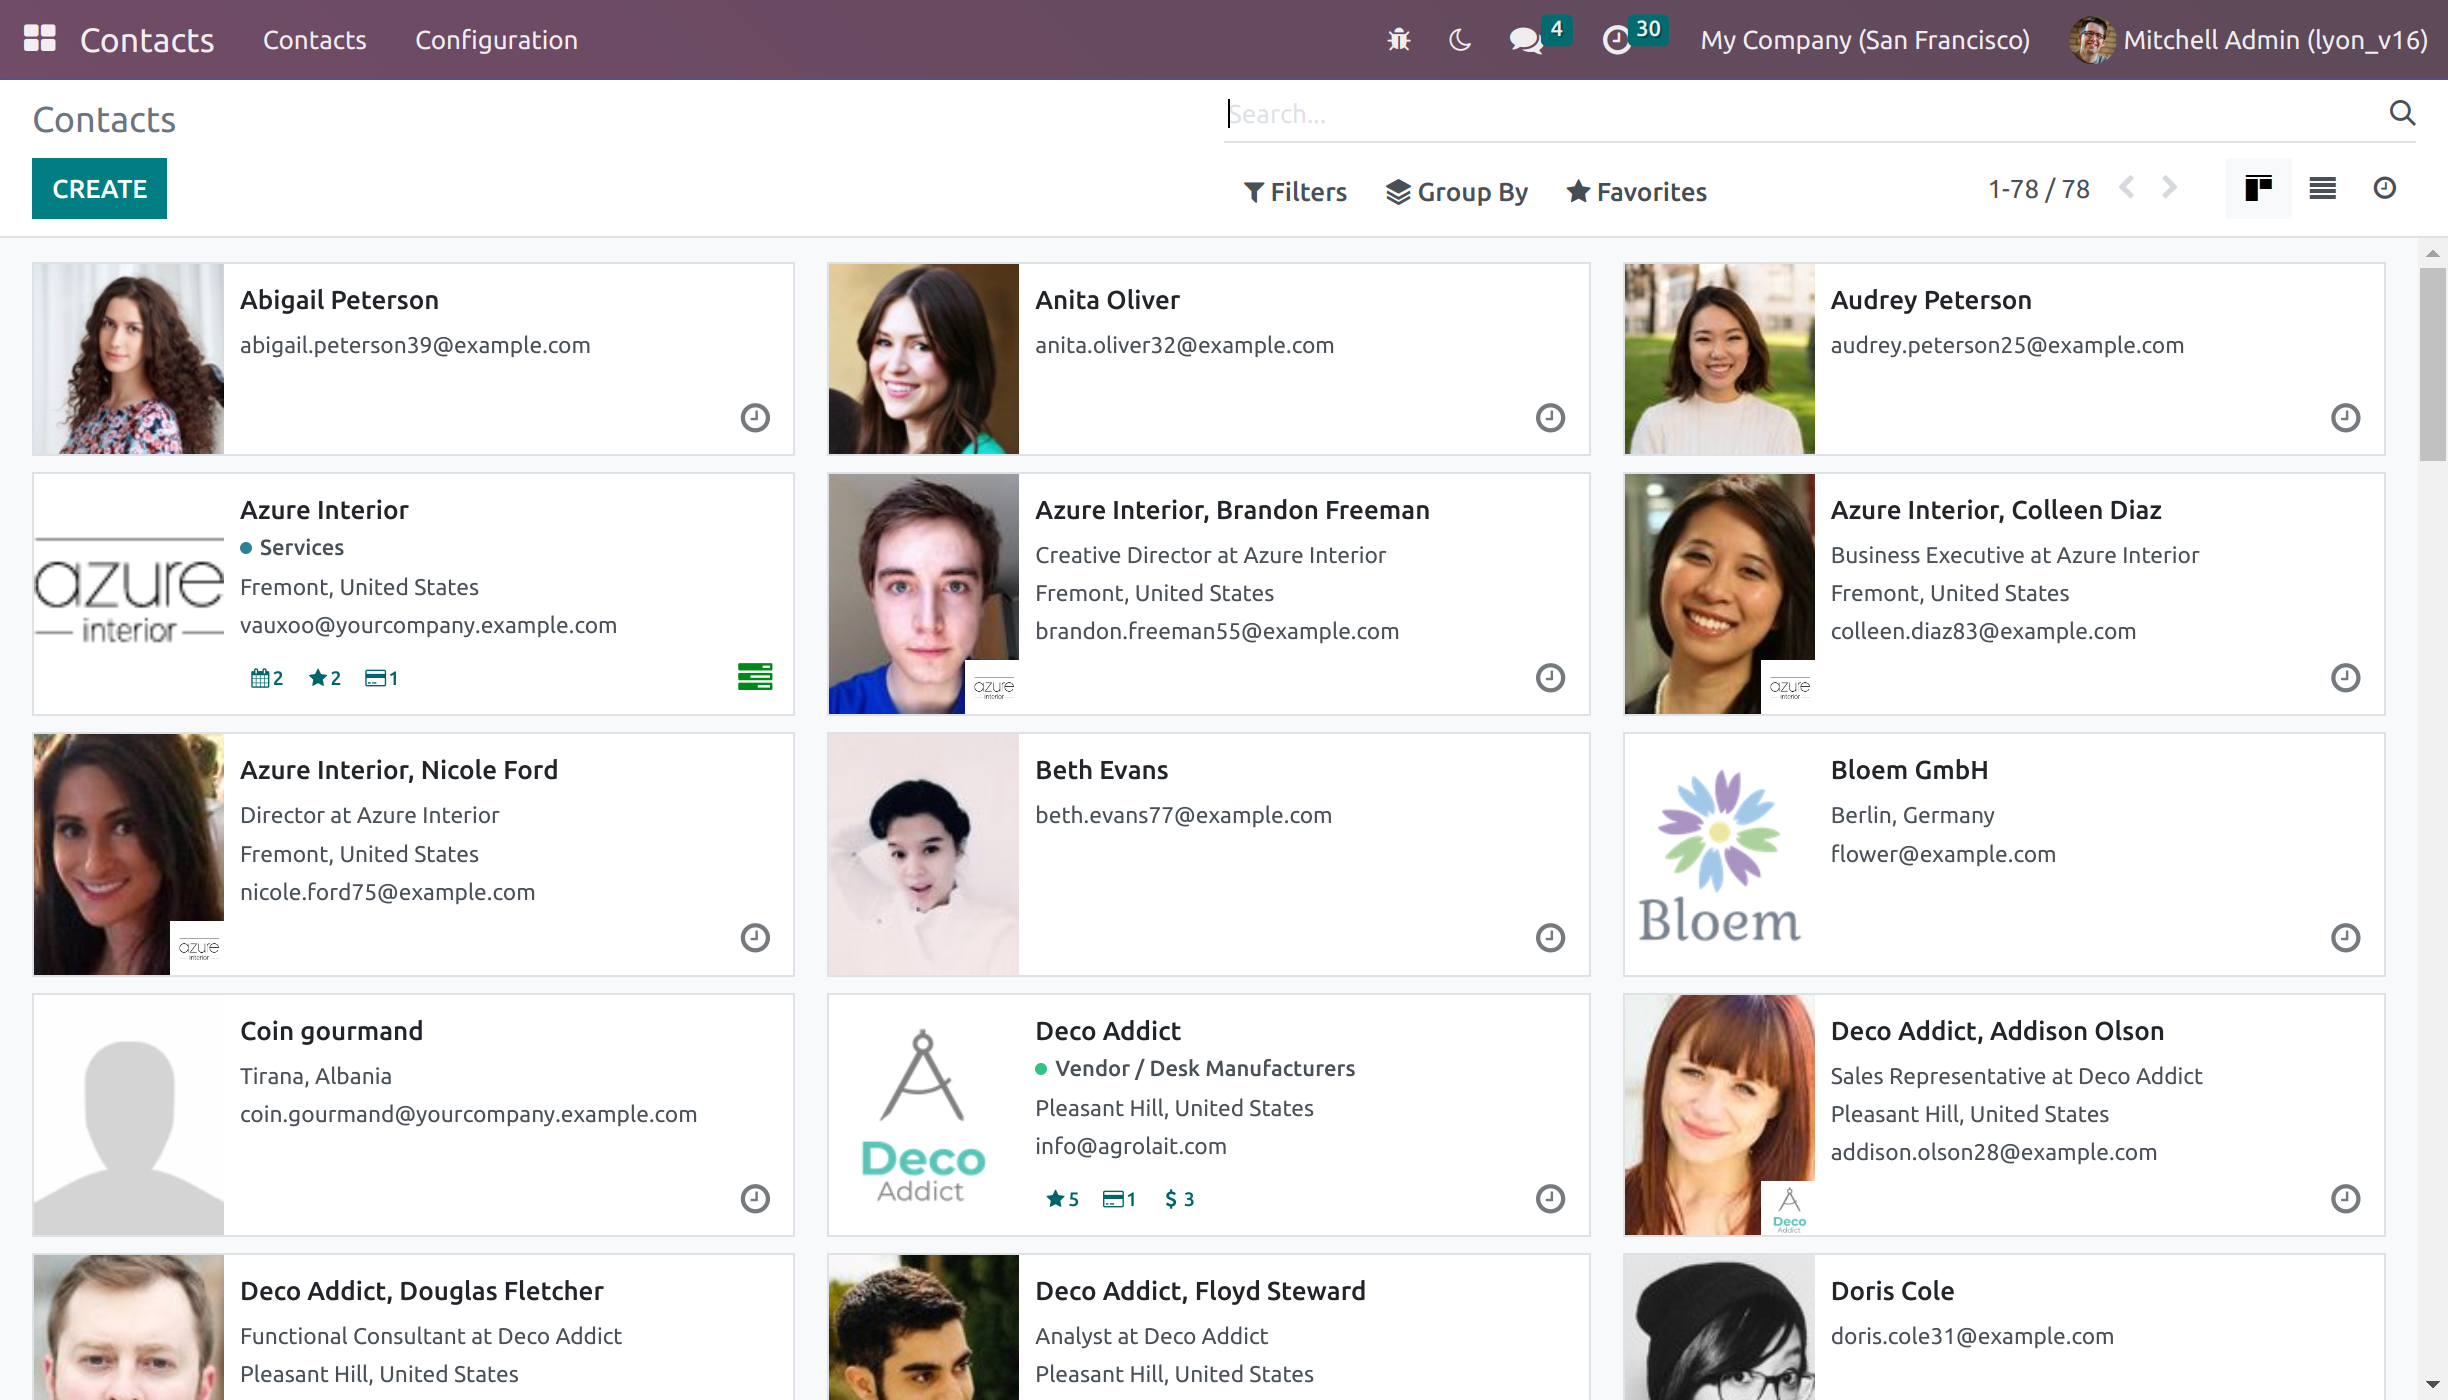 Contacts Contacts Configuration 4 30 My Company (San Francisco) Mitchell Admin (lyon_v16)
Contacts
Search...
CREATE
Filters Group By Favorites 1-78 / 78
Abigail Peterson
abigail.peterson39@example.com
Anita Oliver
anita.oliver32@example.com
Audrey Peterson
audrey.peterson25@example.com
azure
interior
Azure Interior
Services
Fremont, United States
vauxoo@yourcompany.example.com
2 2 1
Azure Interior, Brandon Freeman
Creative Director at Azure Interior
Fremont, United States
brandon.freeman55@example.com
azure
interior
Azure Interior, Colleen Diaz
Business Executive at Azure Interior
Fremont, United States
colleen.diaz83@example.com
azure
interior
Azure Interior, Nicole Ford
Director at Azure Interior
Fremont, United States
nicole.ford75@example.com
azure
interior
Beth Evans
beth.evans77@example.com
Bloem
Bloem GmbH
Berlin, Germany
flower@example.com
Coin gourmand
Tirana, Albania
coin.gourmand@yourcompany.example.com
Deco
Addict
Deco Addict
Vendor / Desk Manufacturers
Pleasant Hill, United States
info@agrolait.com
5 1 $ 3
Deco Addict, Addison Olson
Sales Representative at Deco Addict
Pleasant Hill, United States
addison.olson28@example.com
Deco
Addict
Deco Addict, Douglas Fletcher
Functional Consultant at Deco Addict
Pleasant Hill, United States
Deco Addict, Floyd Steward
Analyst at Deco Addict
Pleasant Hill, United States
Doris Cole
doris.cole31@example.com